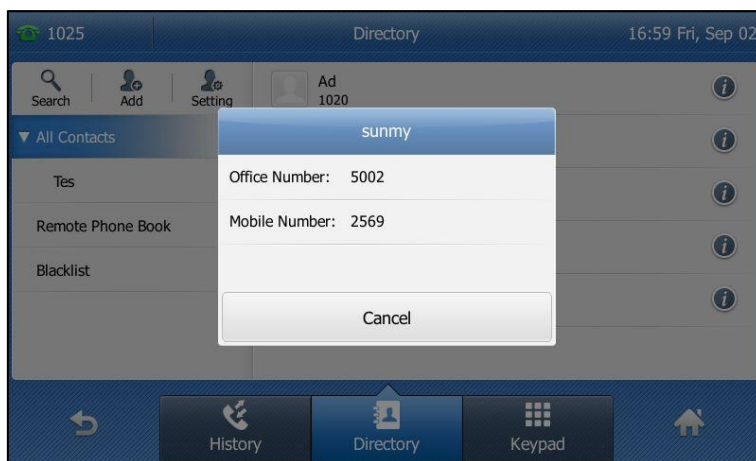 1025
Directory
16:59 Fri, Sep 02
Search
Add
Setting
Ad
1020
All Contacts
Tes
Remote Phone Book
Blacklist
sunmy
Office Number: 5002
Mobile Number: 2569
Cancel
History
Directory
Keypad